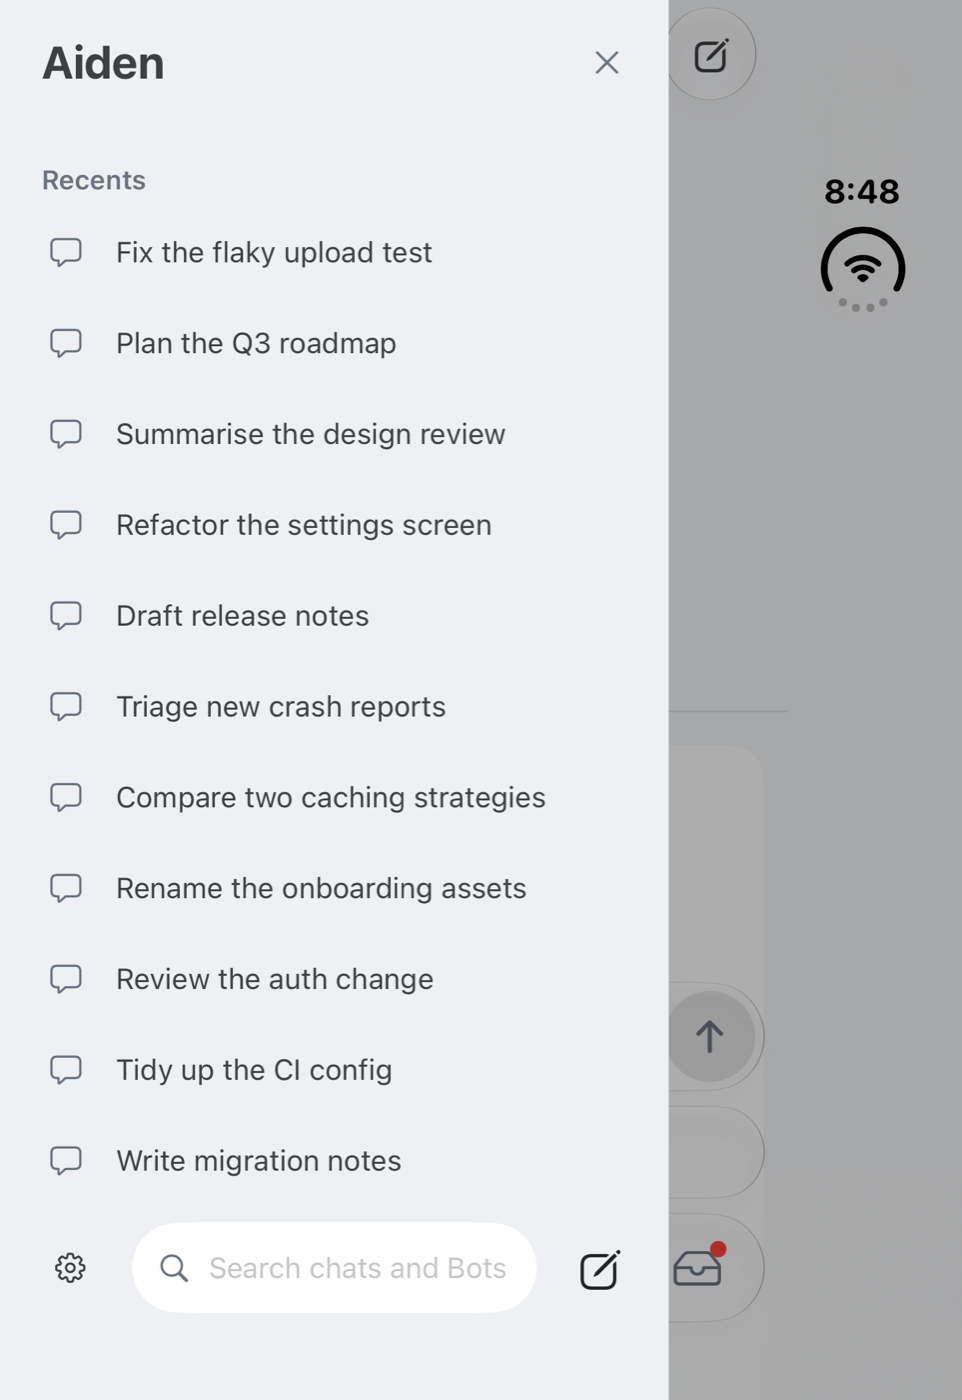 Aiden
Recents
Fix the flaky upload test
Plan the Q3 roadmap
Summarise the design review
Refactor the settings screen
Draft release notes
Triage new crash reports
Compare two caching strategies
Rename the onboarding assets
Review the auth change
Tidy up the CI config
Write migration notes
Search chats and Bots
8:48